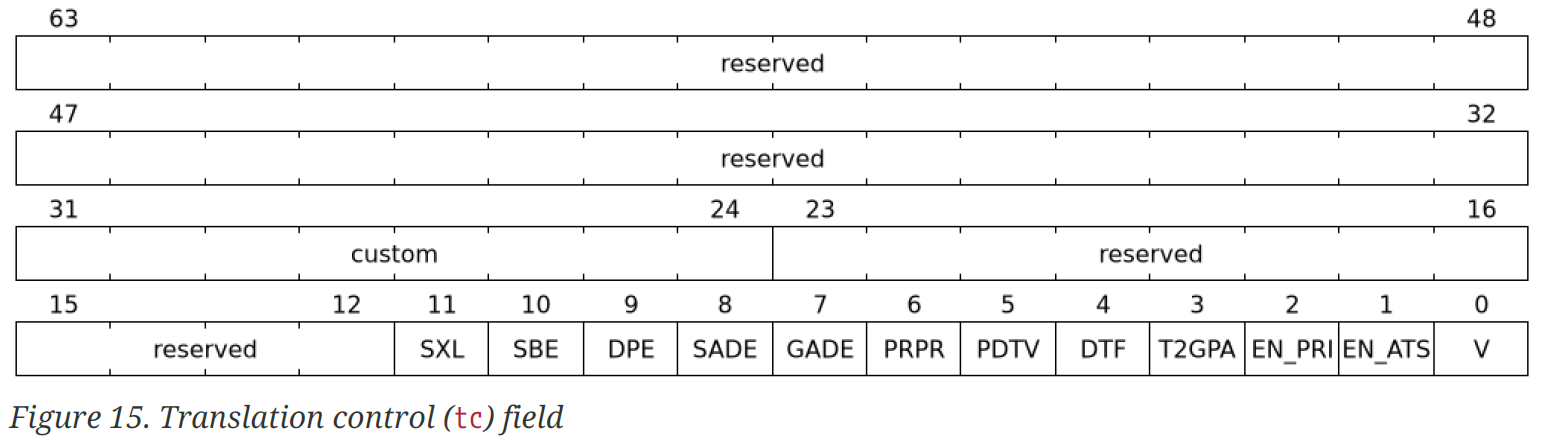 63 48
reserved
47 32
reserved
31 24 23 16
custom reserved
15 12 11 10 9 8 7 6 5 4 3 2 1 0
reserved SXL SBE DPE SADE GADE PRPR PDTV DTF T2GPA EN_PRI EN_ATS V
Figure 15. Translation control (tc) field